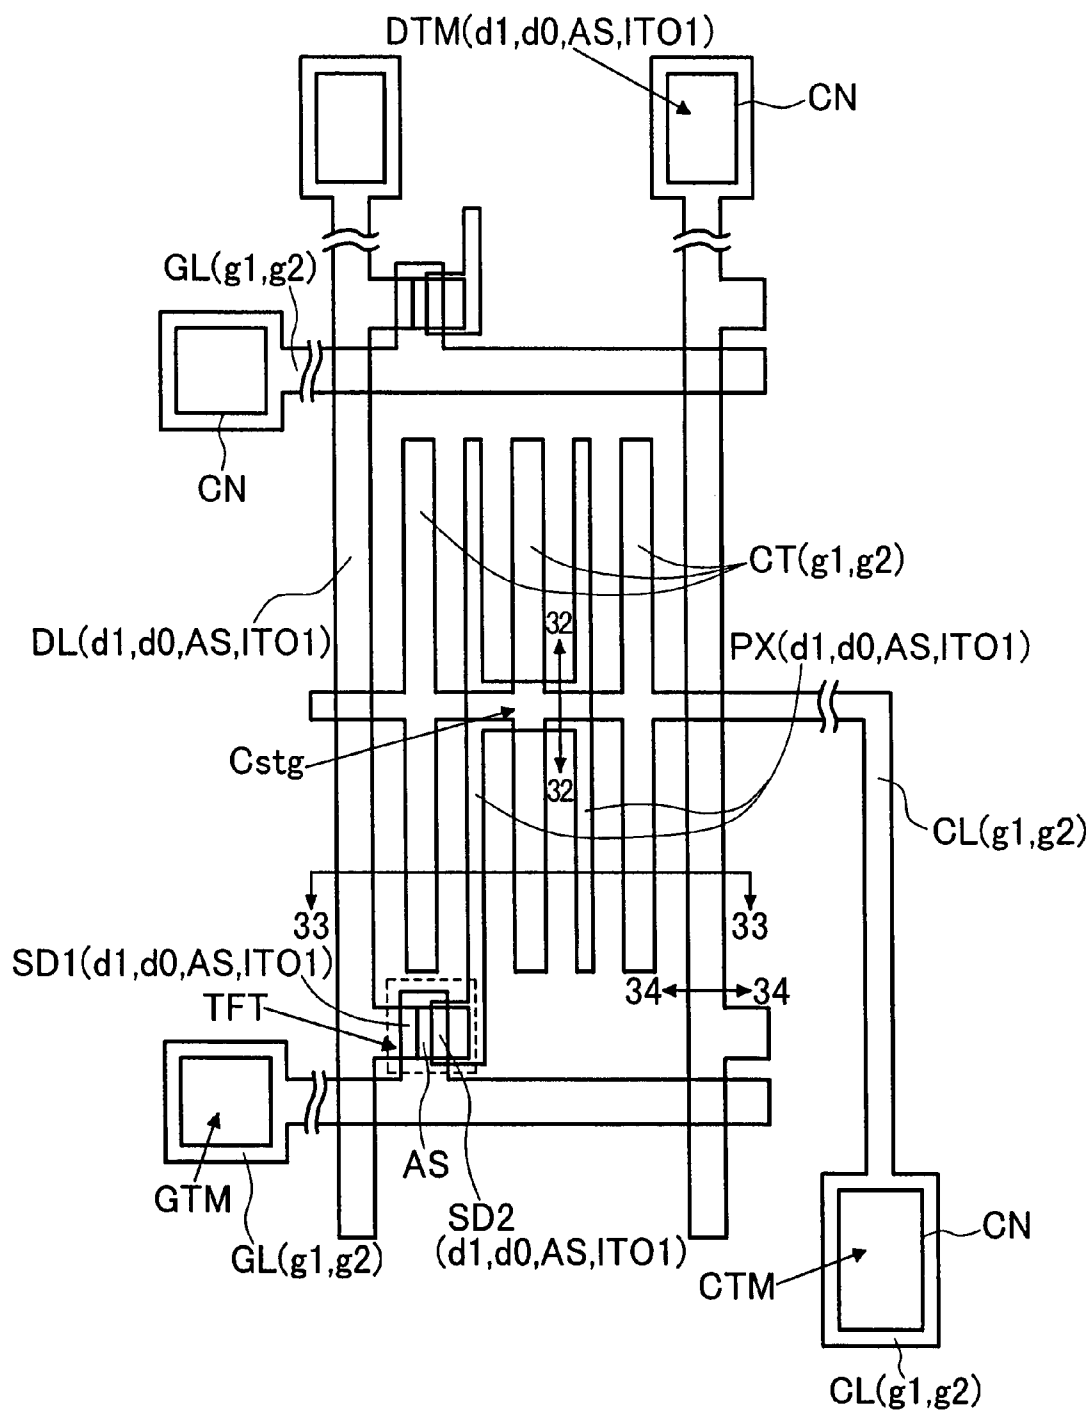 DTM(d1,d0,AS,ITO1)
CN
GL(g1,g2)
CN
CT(g1,g2)
DL(d1,d0,AS,ITO1)
32
PX(d1,d0,AS,ITO1)
Cstg
32
CL(g1,g2)
33
33
SD1(d1,d0,AS,ITO1)
34
34
TFT
AS
GTM
SD2
(d1,d0,AS,ITO1)
GL(g1,g2)
CN
CTM
CL(g1,g2)